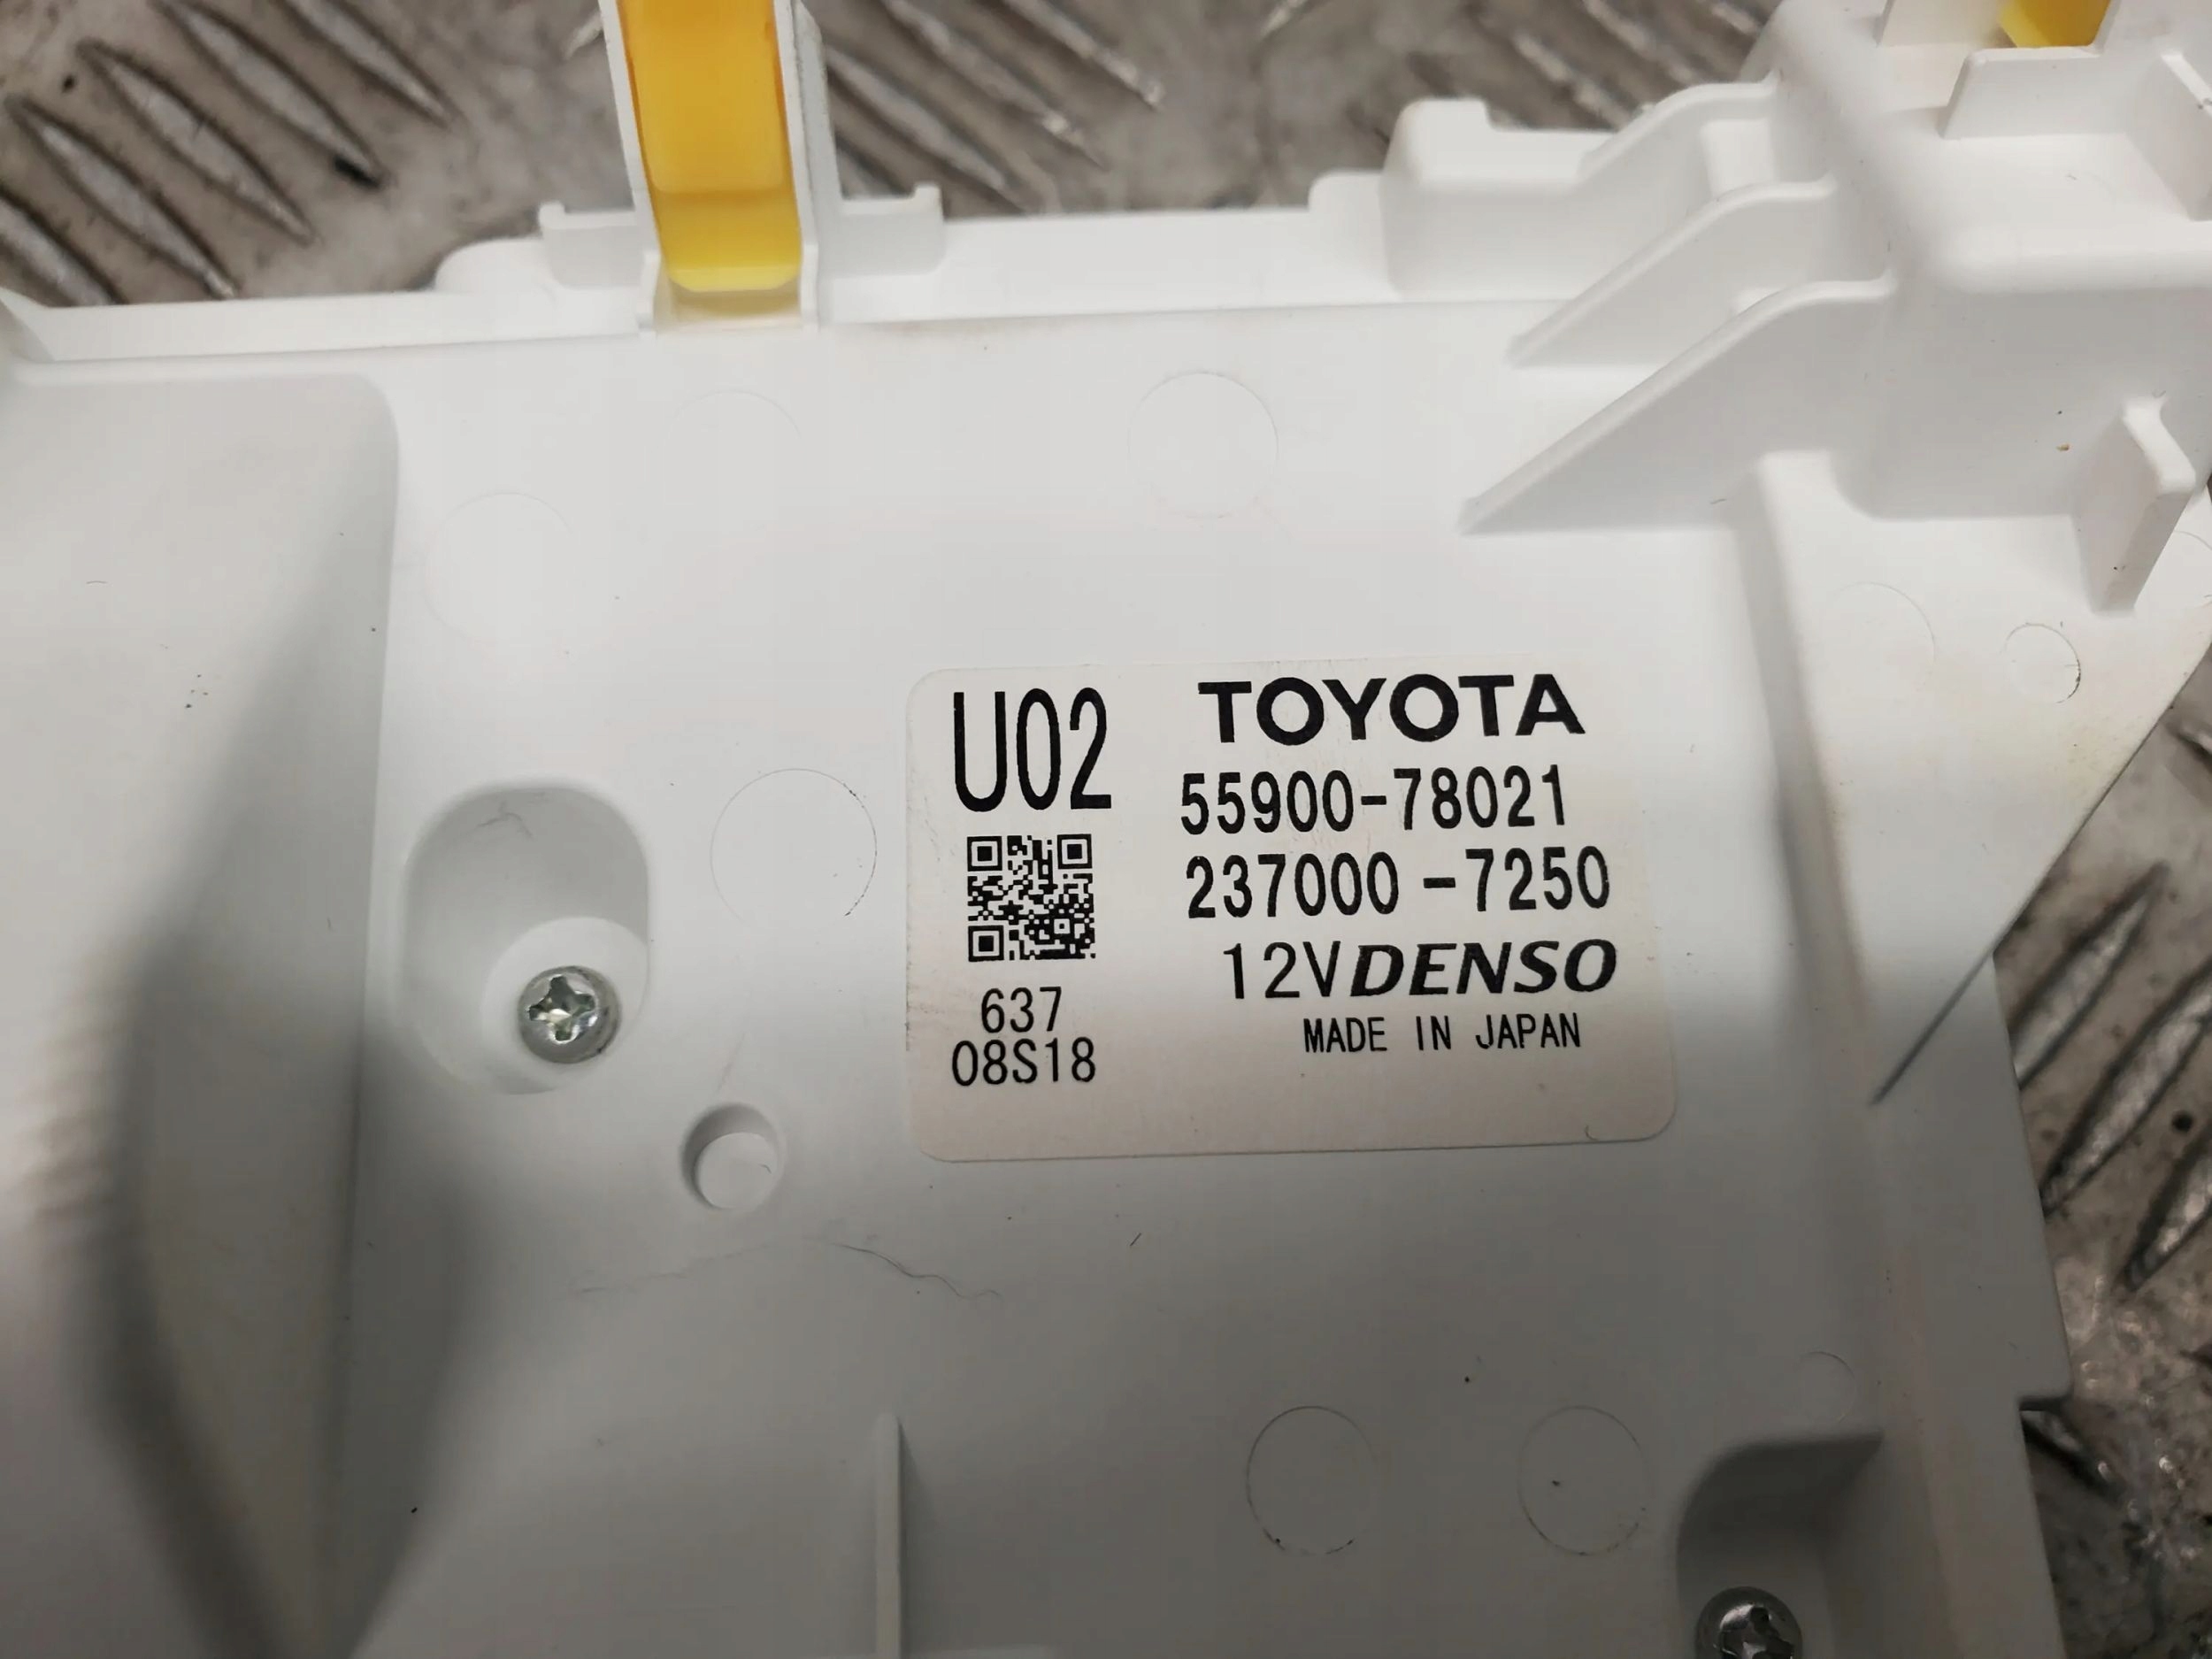 U02
TOYOTA
55900-78021
237000-7250
12V DENSO
MADE IN JAPAN
637
08S18